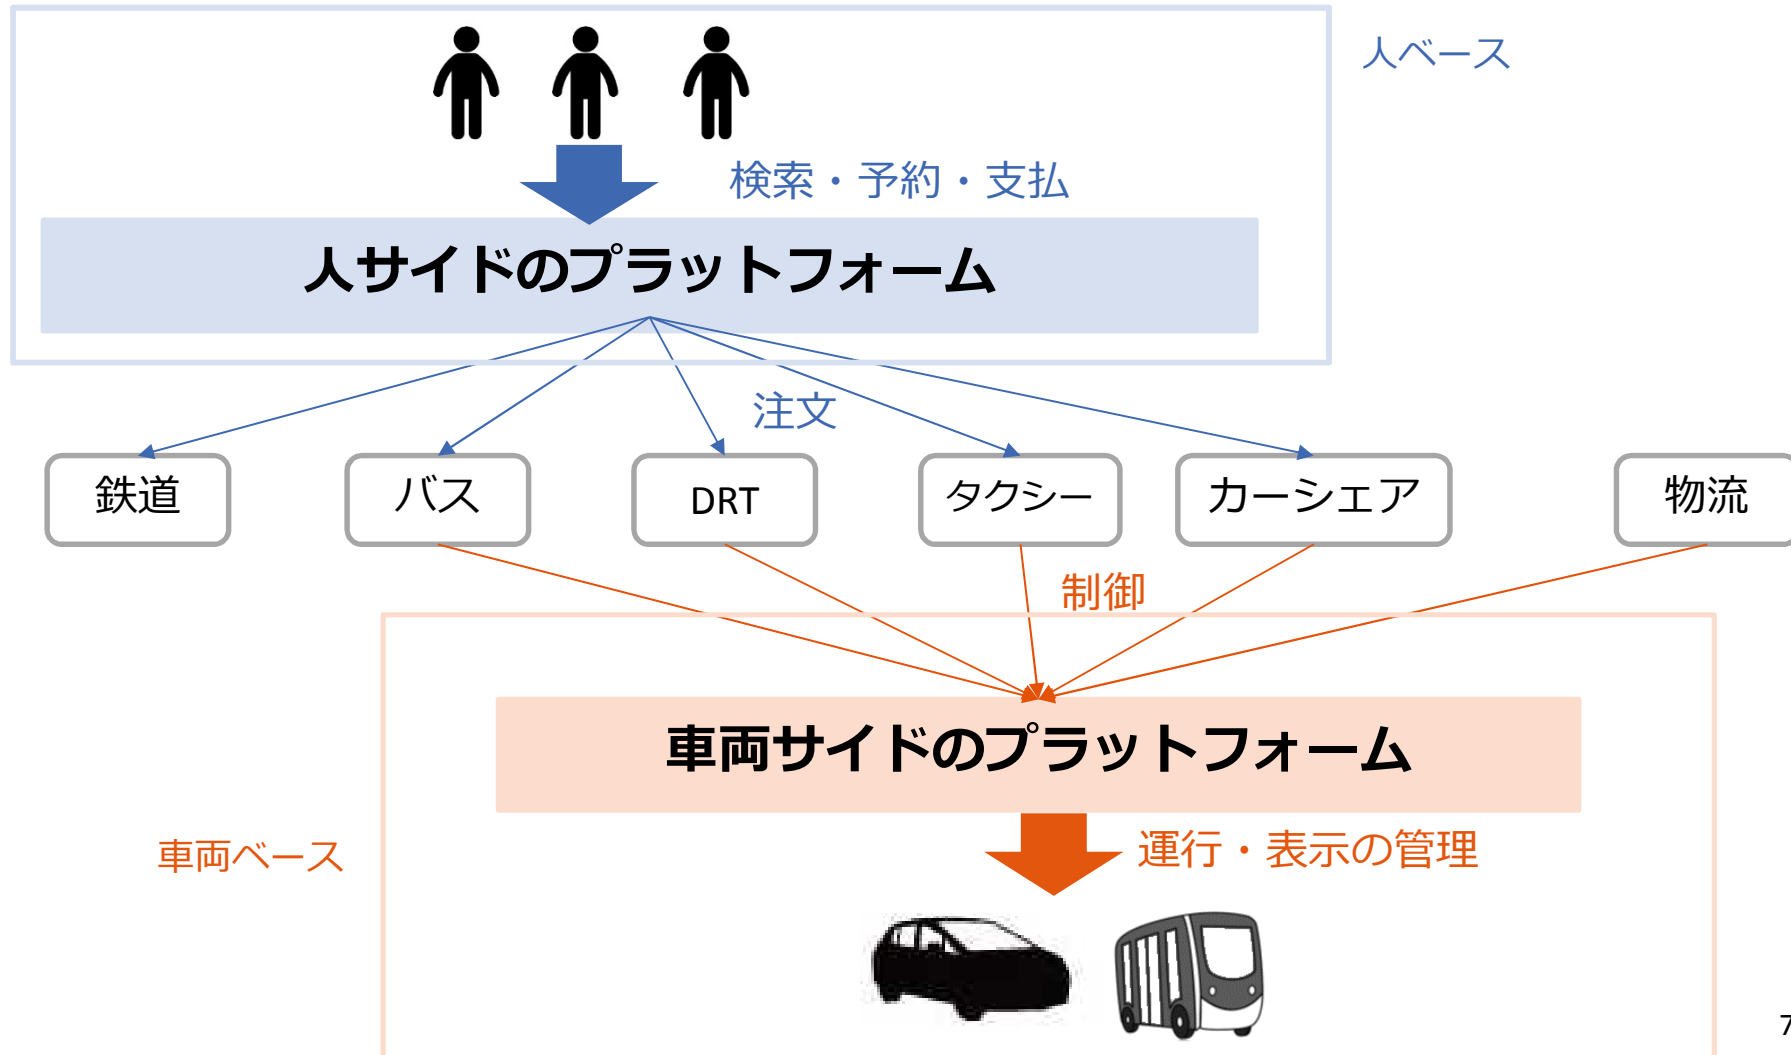 人ベース
検索・予約・支払
人サイドのプラットフォーム
注文
鉄道
バス
DRT
タクシー
カーシェア
物流
制御
車両サイドのプラットフォーム
車両ベース
運行・表示の管理
7